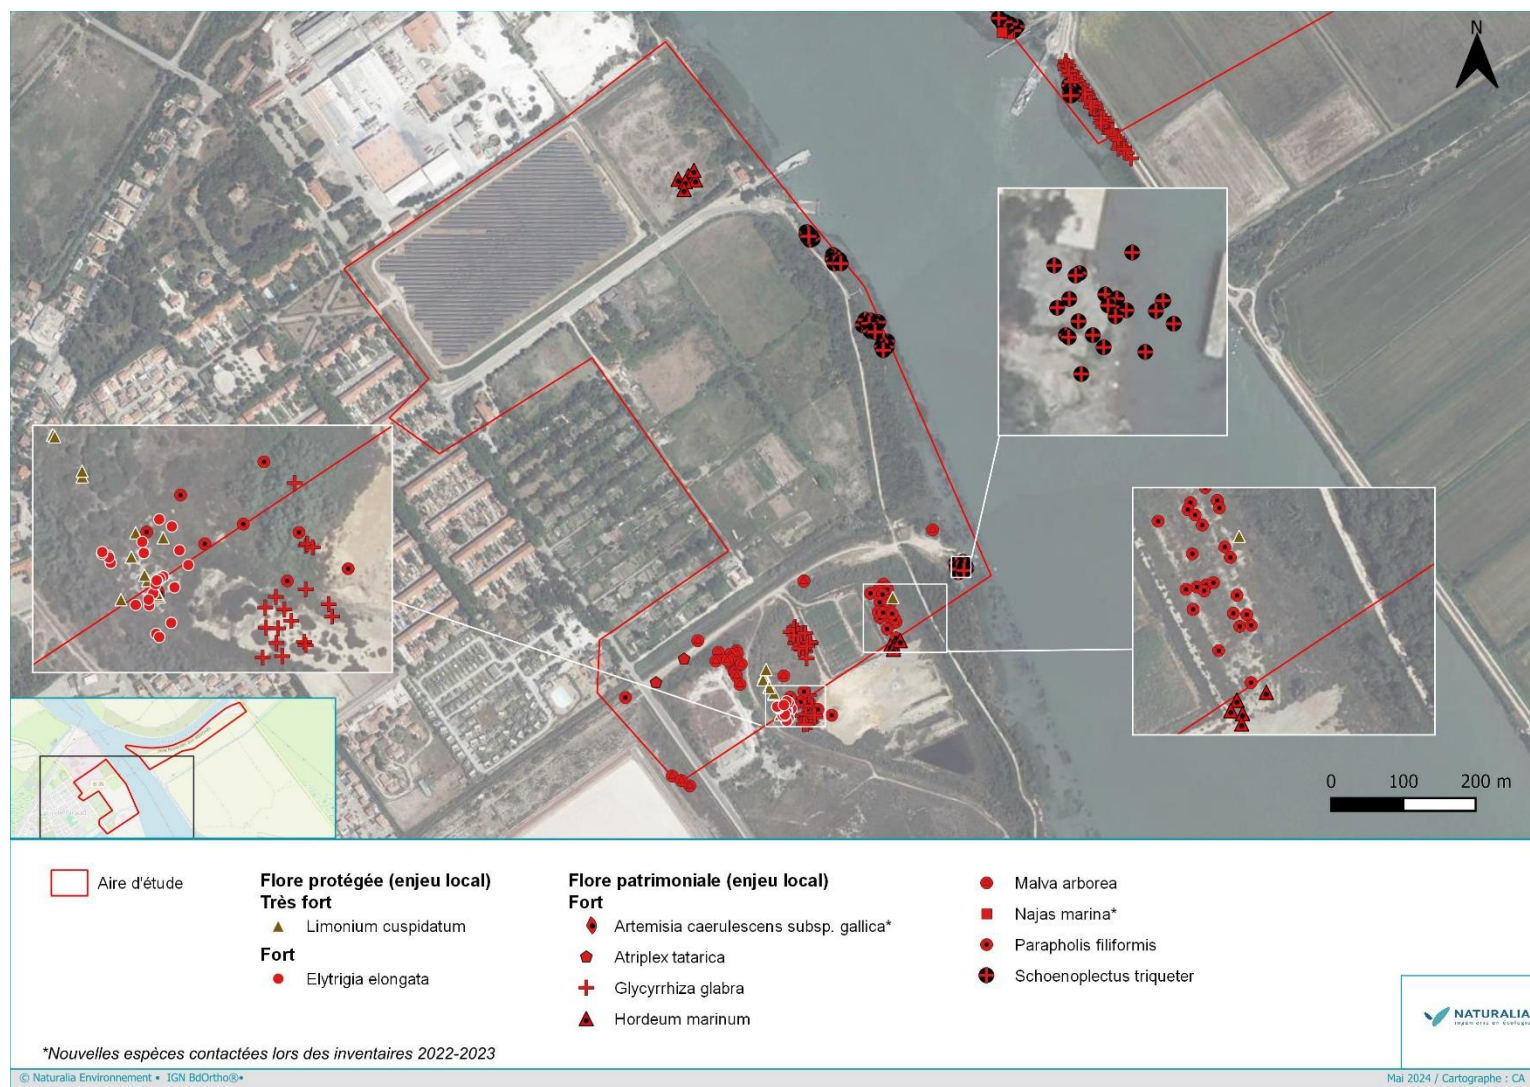 N
0 100 200 m
Aire d'étude
Flore protégée (enjeu local)
Très fort
Limonium cuspidatum
Fort
Elytrigia elongata
Flore patrimoniale (enjeu local)
Fort
Artemisia caerulescens subsp. gallica*
Atriplex tatarica
Glycyrrhiza glabra
Hordeum marinum
Malva arborea
Najas marina*
Parapholis filiformis
Schoenoplectus triqueter
NATURALIA
*Nouvelles espèces contactées lors des inventaires 2022-2023
© Naturalia Environnement • IGN BdOrtho®•
Mai 2024 / Cartographe : CA